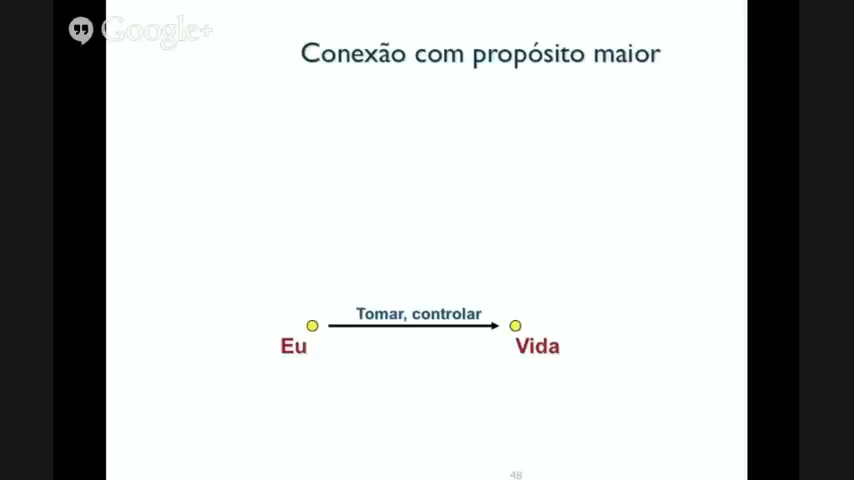 Google+
Conexão com propósito maior
Tomar, controlar
Eu
Vida
48